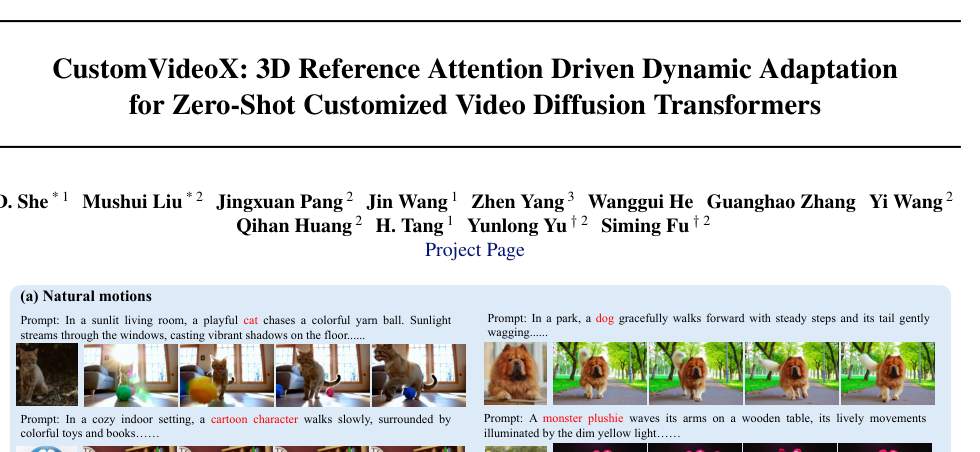 CustomVideoX: 3D Reference Attention Driven Dynamic Adaptation
for Zero-Shot Customized Video Diffusion Transformers
D. She * 1 Mushui Liu * 2 Jingxuan Pang 2 Jin Wang 1 Zhen Yang 3 Wanggui He Guanghao Zhang Yi Wang 2
Qihan Huang 2 H. Tang 1 Yunlong Yu † 2 Siming Fu † 2
Project Page
(a) Natural motions
Prompt: In a sunlit living room, a playful cat chases a colorful yarn ball. Sunlight
streams through the windows, casting vibrant shadows on the floor......
Prompt: In a park, a dog gracefully walks forward with steady steps and its tail gently
wagging......
Prompt: In a cozy indoor setting, a cartoon character walks slowly, surrounded by
colorful toys and books……
Prompt: A monster plushie waves its arms on a wooden table, its lively movements
illuminated by the dim yellow light……